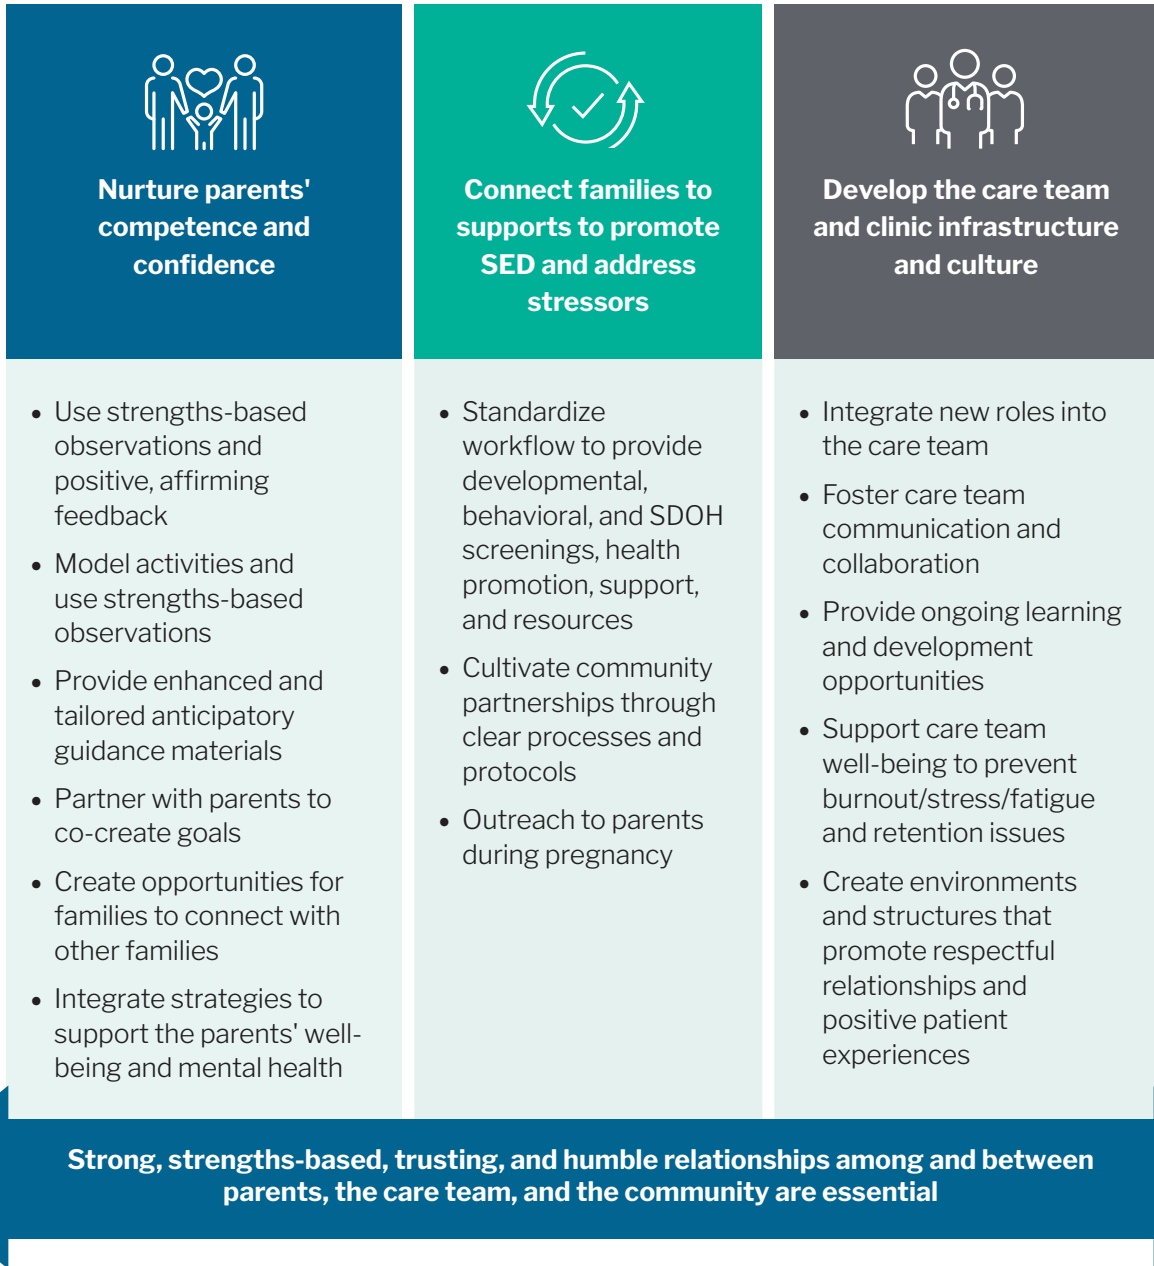 Nurture parents'
competence and
confidence
Connect families to
supports to promote
SED and address
stressors
Develop the care team
and clinic infrastructure
and culture
• Use strengths-based
observations and
positive, affirming
feedback
• Model activities and
use strengths-based
observations
• Provide enhanced and
tailored anticipatory
guidance materials
• Partner with parents to
co-create goals
• Create opportunities for
families to connect with
other families
• Integrate strategies to
support the parents' well-
being and mental health
• Standardize
workflow to provide
developmental,
behavioral, and SDOH
screenings, health
promotion, support,
and resources
• Cultivate community
partnerships through
clear processes and
protocols
• Outreach to parents
during pregnancy
• Integrate new roles into
the care team
• Foster care team
communication and
collaboration
• Provide ongoing learning
and development
opportunities
• Support care team
well-being to prevent
burnout/stress/fatigue
and retention issues
• Create environments
and structures that
promote respectful
relationships and
positive patient
experiences
Strong, strengths-based, trusting, and humble relationships among and between
parents, the care team, and the community are essential